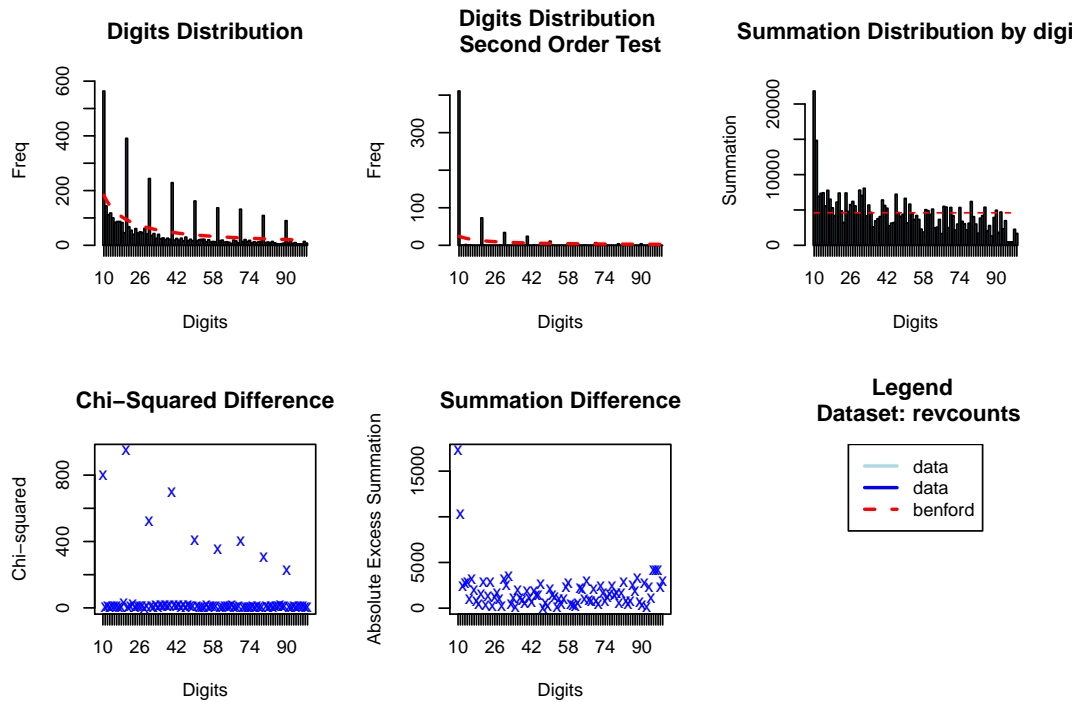 Digits Distribution
Freq
0
200
400
600
10
26
42
58
74
90
Digits
Digits Distribution
Second Order Test
Freq
0
100
300
10
26
42
58
74
90
Digits
Summation Distribution by digi
Summation
0
5000
10000
20000
10
26
42
58
74
90
Digits
Chi−Squared Difference
Chi−squared
0
400
800
10
26
42
58
74
90
Digits
Summation Difference
Absolute Excess Summation
0
5000
15000
10
26
42
58
74
90
Digits
Legend
Dataset: revcounts
data
data
benford